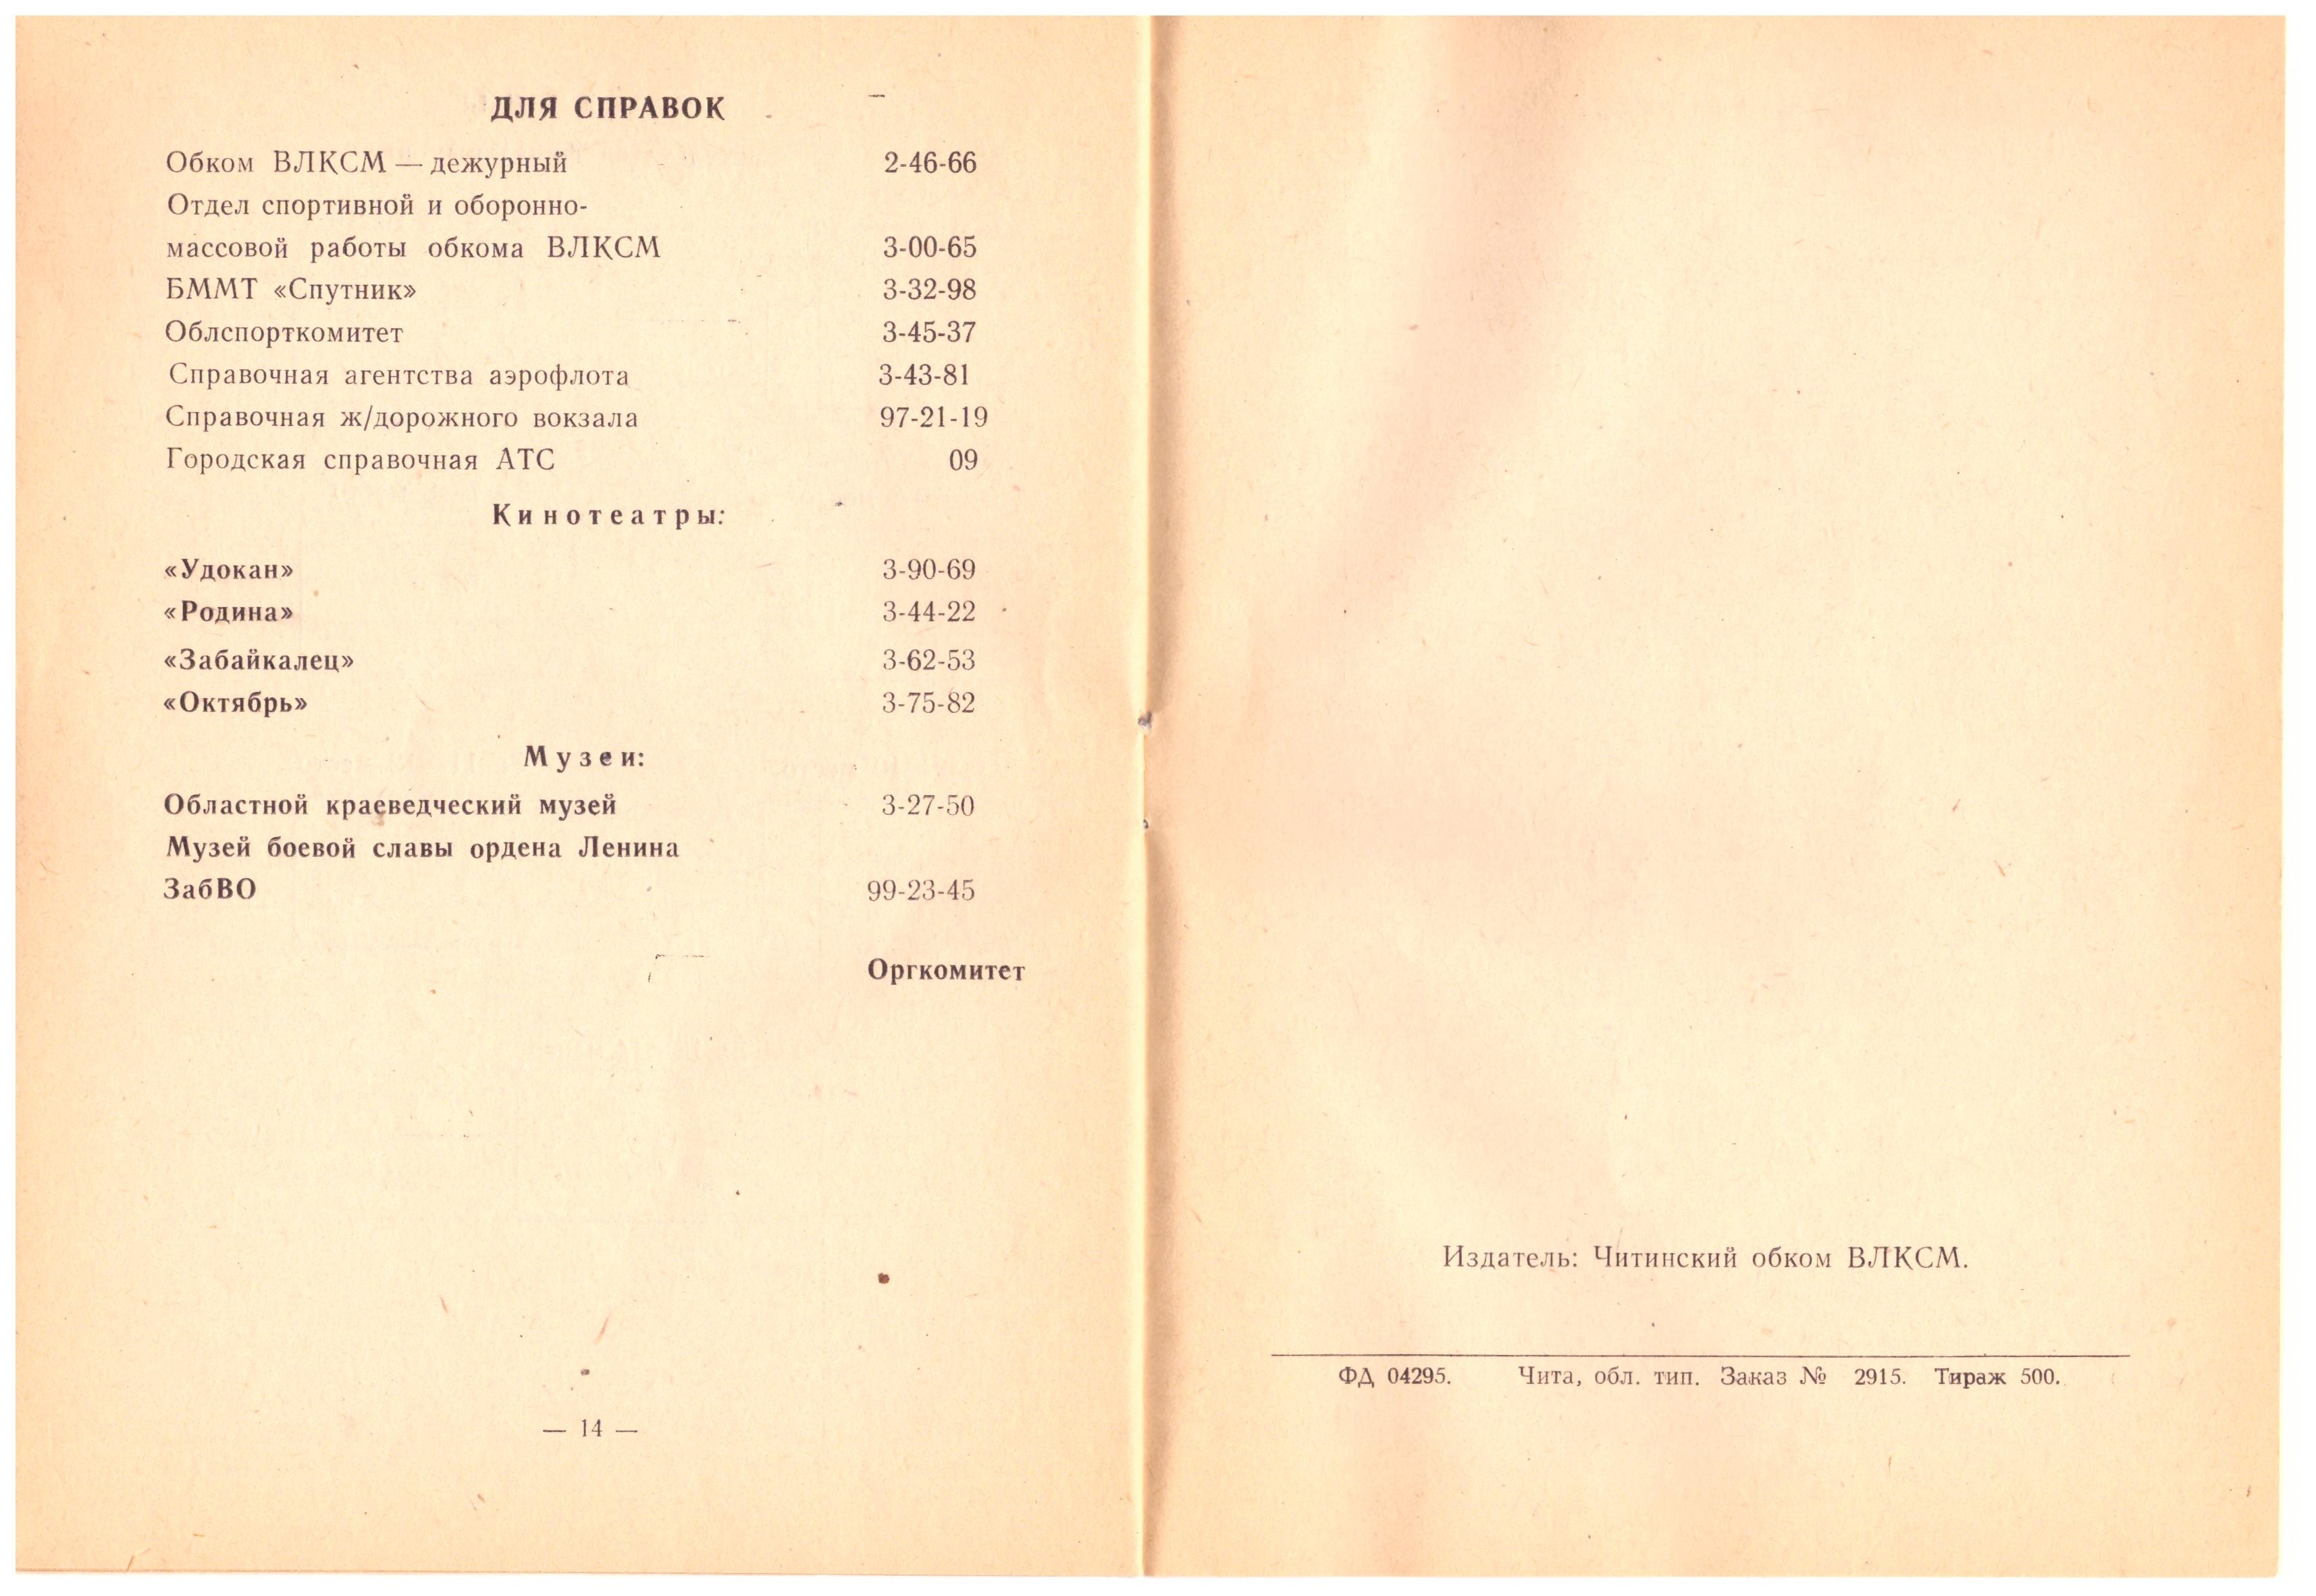 ДЛЯ СПРАВОК
Обком ВЛКСМ — дежурный 2-46-66
Отдел спортивной и оборонно-
массовой работы обкома ВЛКСМ 3-00-65
БММТ «Спутник» 3-32-98
Облспорткомитет 3-45-37
Справочная агентства аэрофлота 3-43-81
Справочная ж/дорожного вокзала 97-21-19
Городская справочная АТС 09
Кинотеатры:
«Удокан» 3-90-69
«Родина» 3-44-22
«Забайкалец» 3-62-53
«Октябрь» 3-75-82
Музеи:
Областной краеведческий музей 3-27-50
Музей боевой славы ордена Ленина
ЗабВО 99-23-45
Оргкомитет
— 14 —
Издатель: Читинский обком ВЛКСМ.
ФД 04295. Чита, обл. тип. Заказ № 2915. Тираж 500.